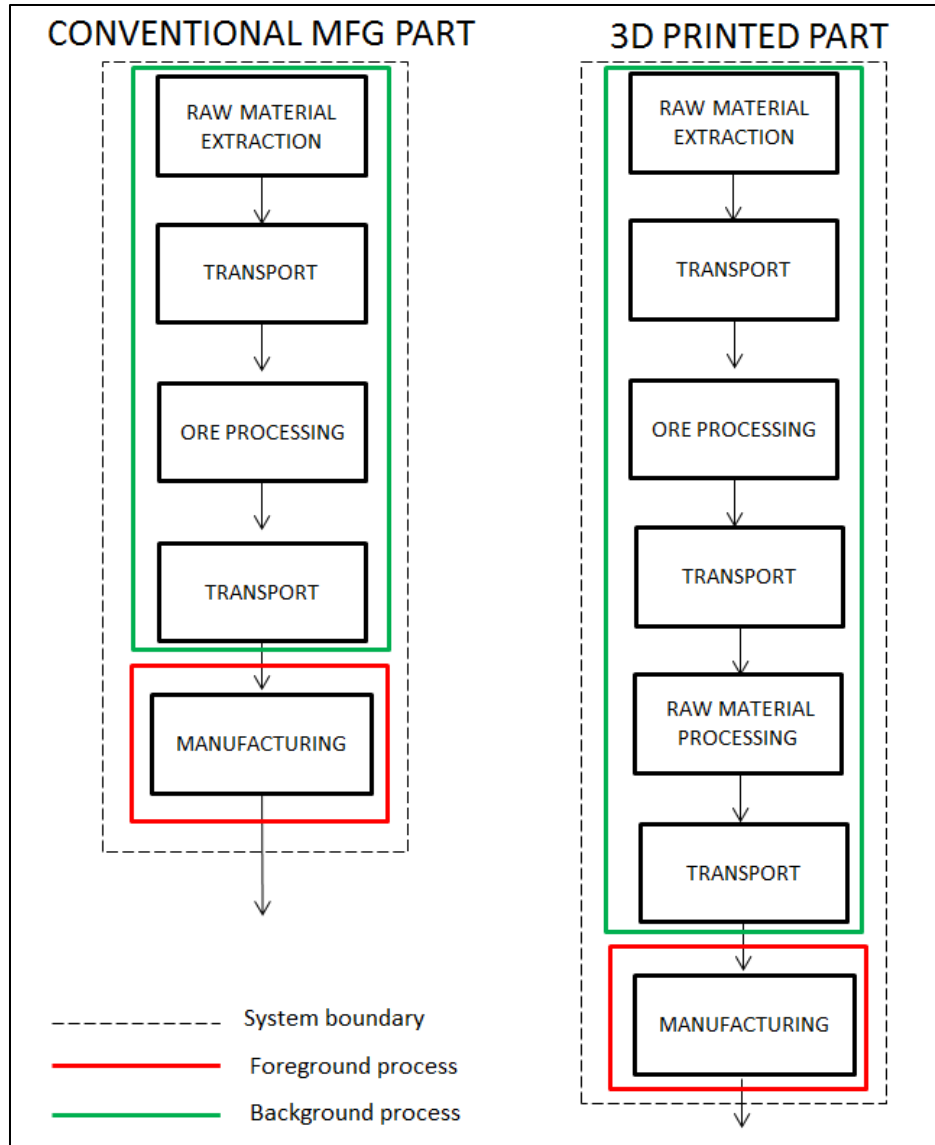 CONVENTIONAL MFG PART
RAW MATERIAL
EXTRACTION
TRANSPORT
ORE PROCESSING
TRANSPORT
MANUFACTURING
3D PRINTED PART
RAW MATERIAL
EXTRACTION
TRANSPORT
ORE PROCESSING
TRANSPORT
RAW MATERIAL
PROCESSING
TRANSPORT
MANUFACTURING
System boundary
Foreground process
Background process